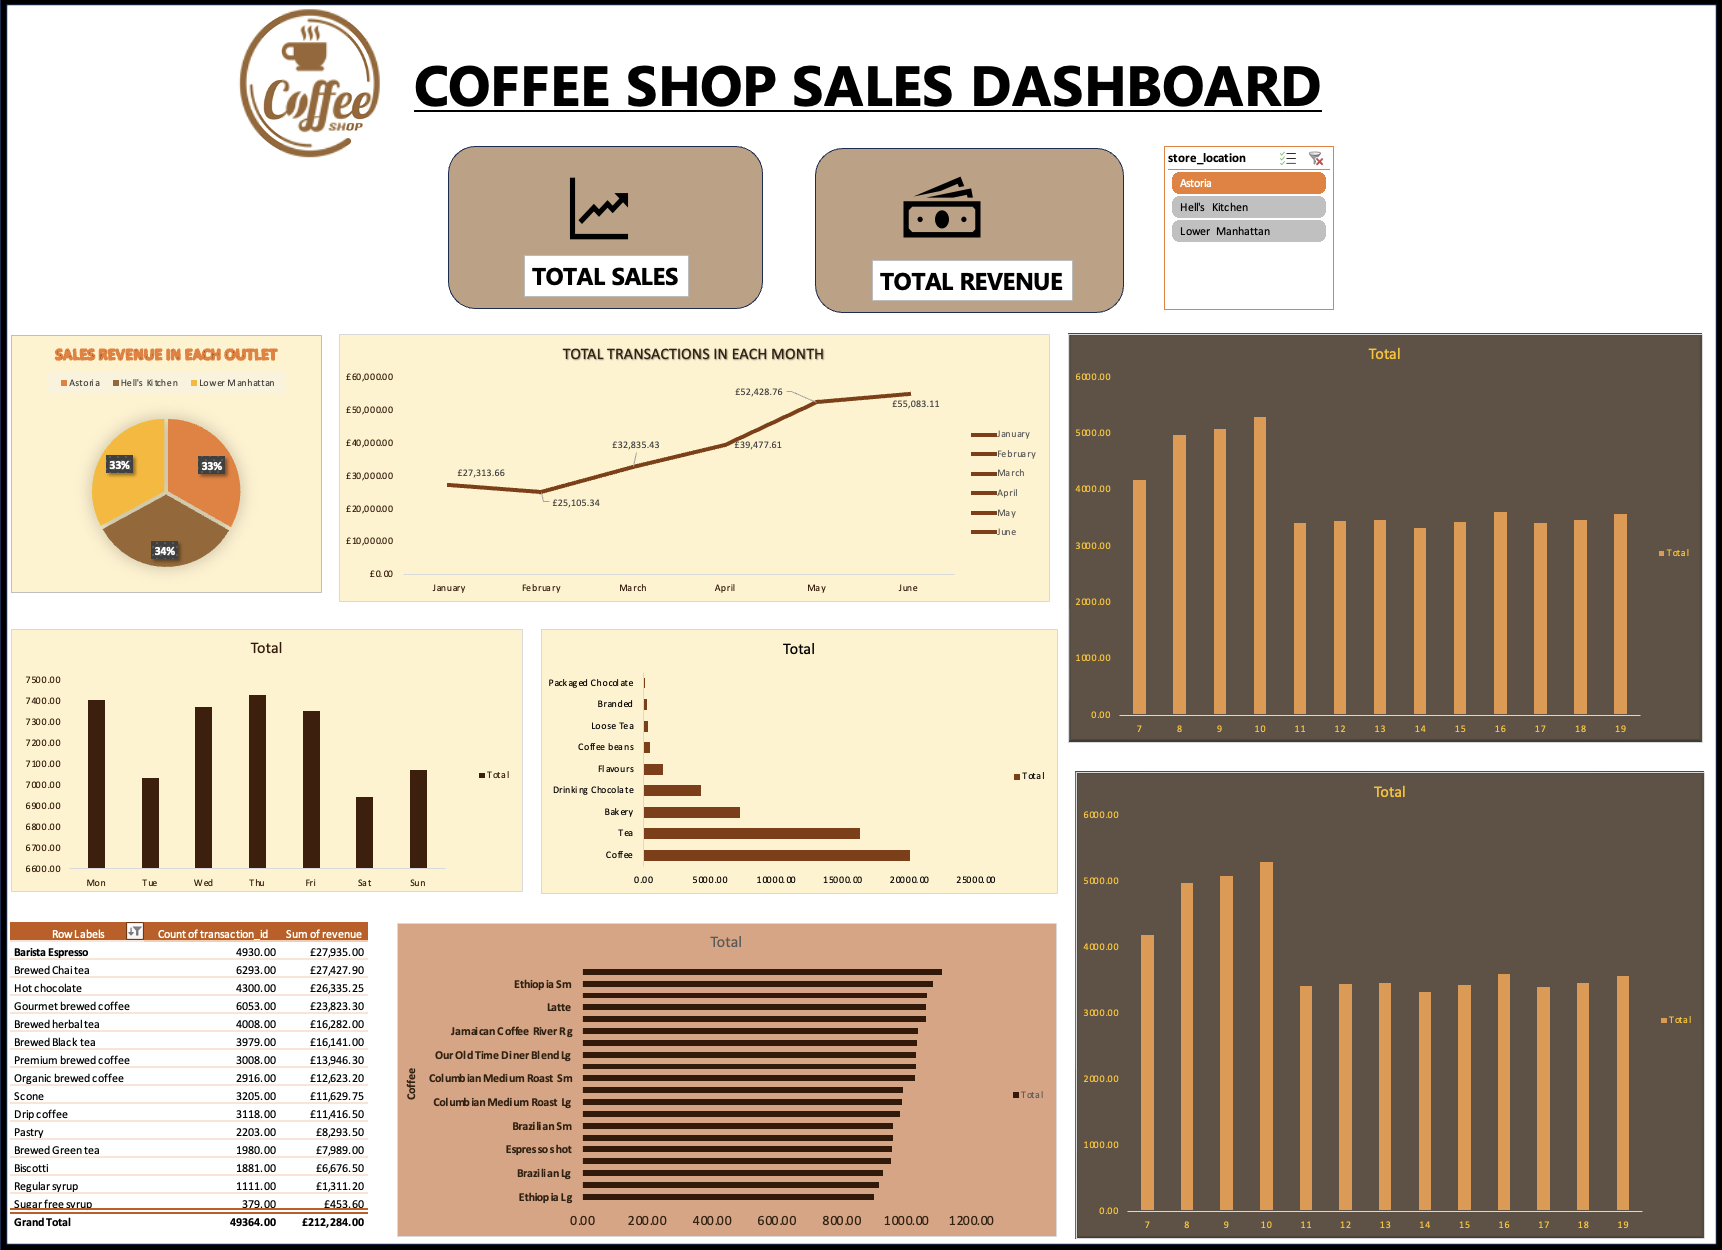 Coffee
SHOP
COFFEE SHOP SALES DASHBOARD
TOTAL SALES
TOTAL REVENUE
store_location
Astoria
Hell's Kitchen
Lower Manhattan
SALES REVENUE IN EACH OUTLET
Astoria Hell's Kitchen Lower Manhattan
33% 33%
34%
TOTAL TRANSACTIONS IN EACH MONTH
£60,000.00
£50,000.00
£40,000.00
£30,000.00
£20,000.00
£10,000.00
£0.00
£27,313.66
£25,105.34
£32,835.43
£39,477.61
£52,428.76
£55,083.11
January February March April May June
January
February
March
April
May
June
Total
6000.00
5000.00
4000.00
3000.00
2000.00
1000.00
0.00
7 8 9 10 11 12 13 14 15 16 17 18 19
Total
Total
7500.00
7400.00
7300.00
7200.00
7100.00
7000.00
6900.00
6800.00
6700.00
6600.00
Mon Tue Wed Thu Fri Sat Sun
Total
Total
Packaged Chocolate
Branded
Loose Tea
Coffee beans
Flavours
Drinking Chocolate
Bakery
Tea
Coffee
0.00 5000.00 10000.00 15000.00 20000.00 25000.00
Total
Total
6000.00
5000.00
4000.00
3000.00
2000.00
1000.00
0.00
7 8 9 10 11 12 13 14 15 16 17 18 19
Total
Row Labels Count of transaction_id Sum of revenue
Barista Espresso 4930.00 £27,935.00
Brewed Chai tea 6293.00 £27,427.90
Hot chocolate 4300.00 £26,335.25
Gourmet brewed coffee 6053.00 £23,823.30
Brewed herbal tea 4008.00 £16,282.00
Brewed Black tea 3979.00 £16,141.00
Premium brewed coffee 3008.00 £13,946.30
Organic brewed coffee 2916.00 £12,623.20
Scone 3205.00 £11,629.75
Drip coffee 3118.00 £11,416.50
Pastry 2203.00 £8,293.50
Brewed Green tea 1980.00 £7,989.00
Biscotti 1881.00 £6,676.50
Regular syrup 1111.00 £1,311.20
Sugar free syrup 379.00 £453.60
Grand Total 49364.00 £212,284.00
Total
Coffee
Ethiopia Sm
Latte
Jamaican Coffee River Rg
Our Old Time Diner Blend Lg
Columbian Medium Roast Sm
Columbian Medium Roast Lg
Brazilian Sm
Espresso shot
Brazilian Lg
Ethiopia Lg
0.00 200.00 400.00 600.00 800.00 1000.00 1200.00
Total